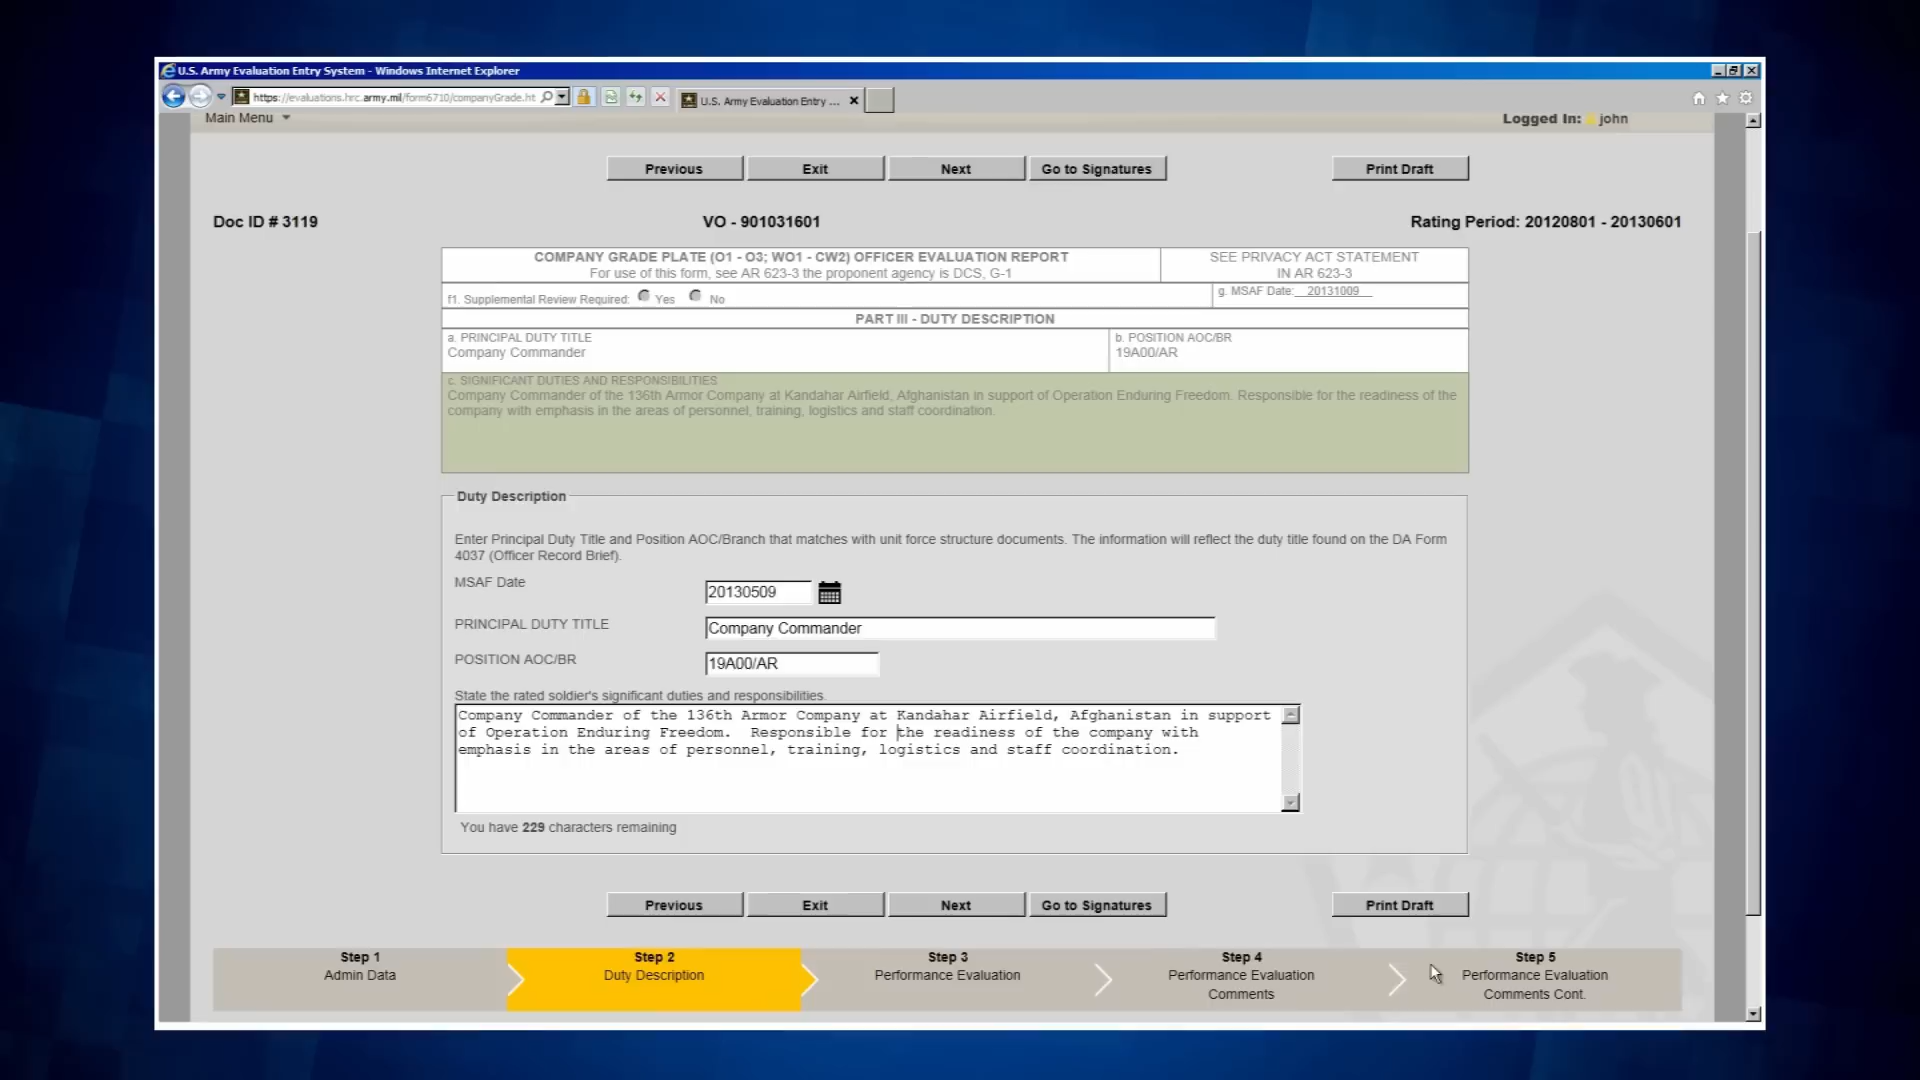 U.S. Army Evaluation Entry System - Windows Internet Explorer
https://evaluations.hrc.army.mil/form6710/companyGrade.ht
U.S. Army Evaluation Entry ...
Main Menu
Logged In: john
Previous
Exit
Next
Go to Signatures
Print Draft
Doc ID # 3119
VO - 901031601
Rating Period: 20120801 - 20130601
COMPANY GRADE PLATE (O1 - O3; WO1 - CW2) OFFICER EVALUATION REPORT
For use of this form, see AR 623-3 the proponent agency is DCS, G-1
SEE PRIVACY ACT STATEMENT
IN AR 623-3
f1. Supplemental Review Required: Yes No
g. MSAF Date: 20131009
PART III - DUTY DESCRIPTION
a. PRINCIPAL DUTY TITLE
Company Commander
b. POSITION AOC/BR
19A00/AR
c. SIGNIFICANT DUTIES AND RESPONSIBILITIES
Company Commander of the 136th Armor Company at Kandahar Airfield, Afghanistan in support of Operation Enduring Freedom. Responsible for the readiness of the
company with emphasis in the areas of personnel, training, logistics and staff coordination.
Duty Description
Enter Principal Duty Title and Position AOC/Branch that matches with unit force structure documents. The information will reflect the duty title found on the DA Form
4037 (Officer Record Brief).
MSAF Date
20130509
PRINCIPAL DUTY TITLE
Company Commander
POSITION AOC/BR
19A00/AR
State the rated soldier's significant duties and responsibilities.
Company Commander of the 136th Armor Company at Kandahar Airfield, Afghanistan in support
of Operation Enduring Freedom.  Responsible for the readiness of the company with
emphasis in the areas of personnel, training, logistics and staff coordination.
You have 229 characters remaining
Previous
Exit
Next
Go to Signatures
Print Draft
Step 1
Admin Data
Step 2
Duty Description
Step 3
Performance Evaluation
Step 4
Performance Evaluation
Comments
Step 5
Performance Evaluation
Comments Cont.